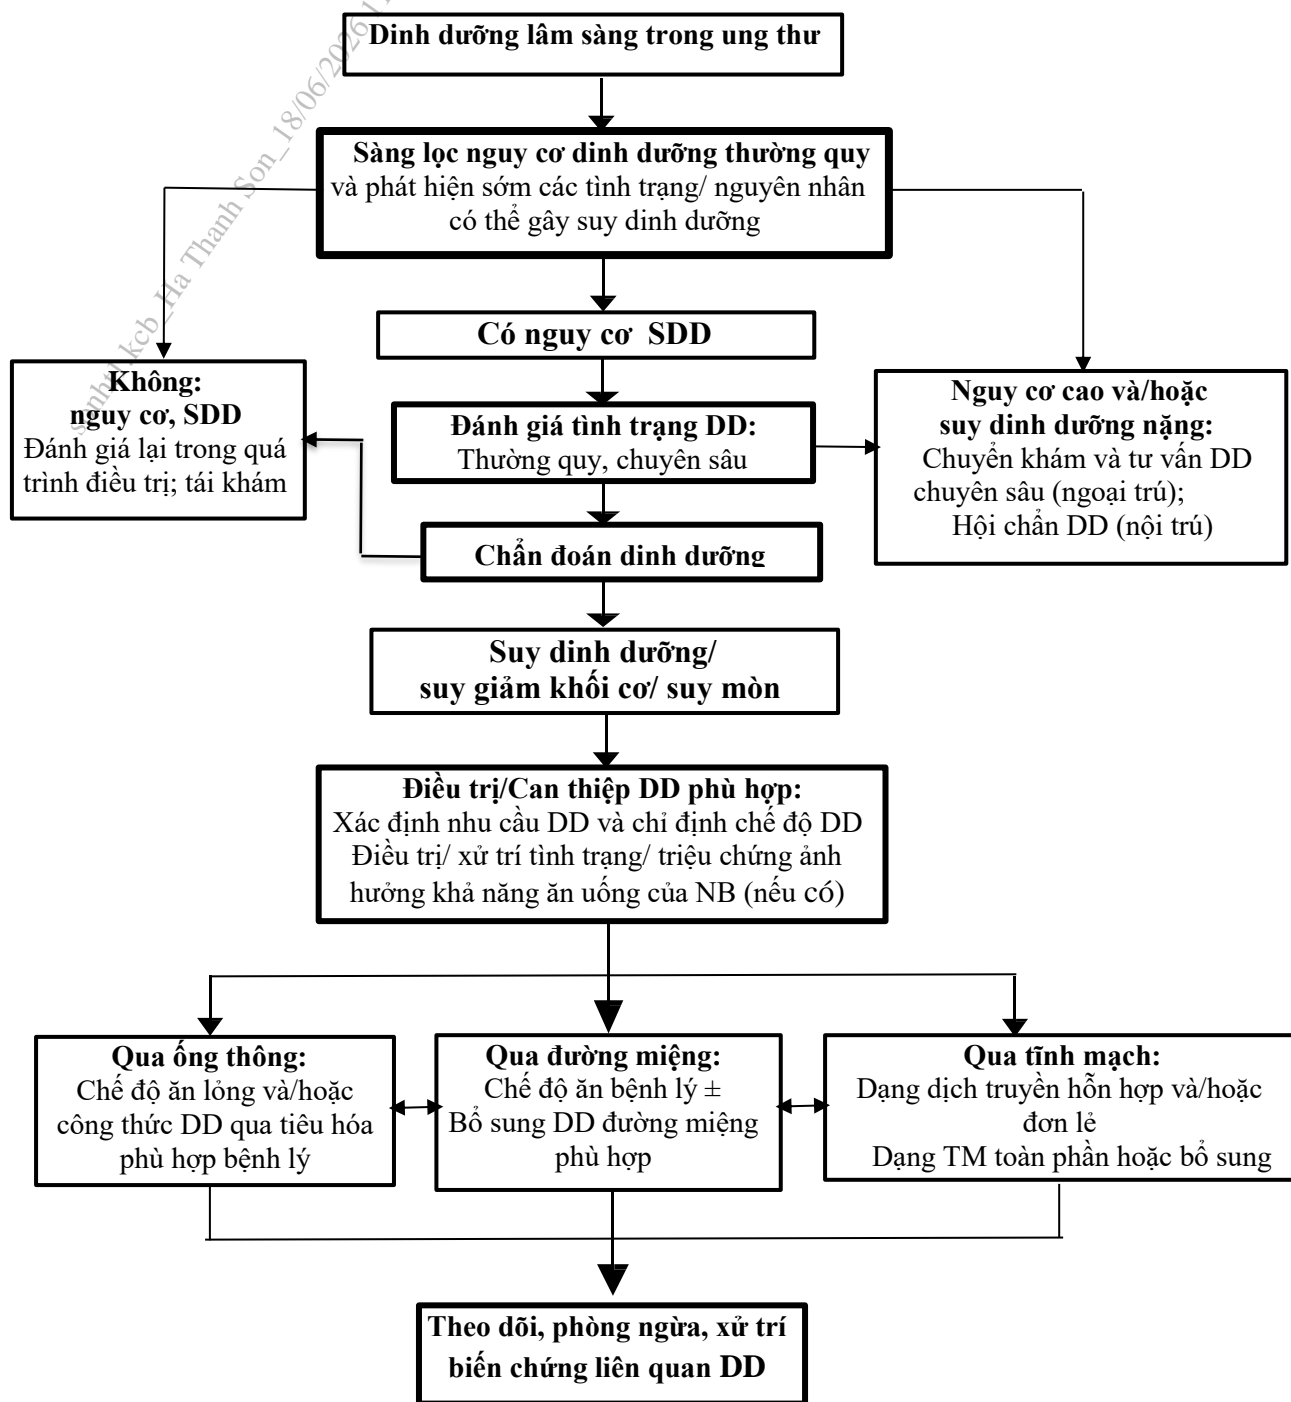 Dinh dưỡng lâm sàng trong ung thư
Sàng lọc nguy cơ dinh dưỡng thường quy
và phát hiện sớm các tình trạng/ nguyên nhân
có thể gây suy dinh dưỡng
Có nguy cơ SDD
Không:
nguy cơ, SDD
Đánh giá lại trong quá
trình điều trị; tái khám
Đánh giá tình trạng DD:
Thường quy, chuyên sâu
Nguy cơ cao và/hoặc
suy dinh dưỡng nặng:
Chuyển khám và tư vấn DD
chuyên sâu (ngoại trú);
Hội chẩn DD (nội trú)
Chẩn đoán dinh dưỡng
Suy dinh dưỡng/
suy giảm khối cơ/ suy mòn
Điều trị/Can thiệp DD phù hợp:
Xác định nhu cầu DD và chỉ định chế độ DD
Điều trị/ xử trí tình trạng/ triệu chứng ảnh
hưởng khả năng ăn uống của NB (nếu có)
Qua ống thông:
Chế độ ăn lỏng và/hoặc
công thức DD qua tiêu hóa
phù hợp bệnh lý
Qua đường miệng:
Chế độ ăn bệnh lý ±
Bổ sung DD đường miệng
phù hợp
Qua tĩnh mạch:
Dạng dịch truyền hỗn hợp và/hoặc
đơn lẻ
Dạng TM toàn phần hoặc bổ sung
Theo dõi, phòng ngừa, xử trí
biến chứng liên quan DD
Ha Thanh Son_18/06/2026